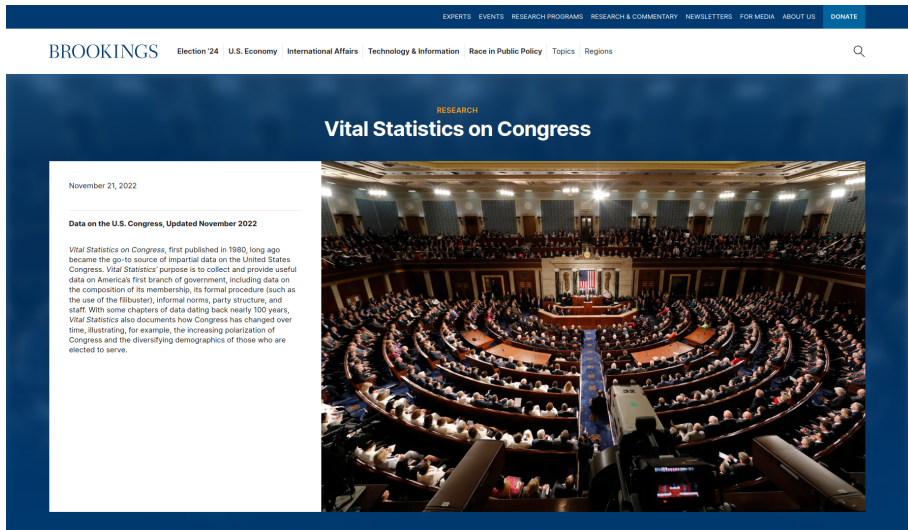 EXPERTS EVENTS RESEARCH PROGRAMS RESEARCH & COMMENTARY NEWSLETTERS FOR MEDIA ABOUT US DONATE
BROOKINGS Election '24 U.S. Economy International Affairs Technology & Information Race in Public Policy Topics Regions
RESEARCH
Vital Statistics on Congress
November 21, 2022
Data on the U.S. Congress, Updated November 2022
Vital Statistics on Congress, first published in 1980, long ago
became the go-to source of impartial data on the United States
Congress. Vital Statistics' purpose is to collect and provide useful
data on America's first branch of government, including data on
the composition of its membership, its formal procedure (such as
the use of the filibuster), informal norms, party structure, and
staff. With some chapters of data dating back nearly 100 years,
Vital Statistics also documents how Congress has changed over
time, illustrating, for example, the increasing polarization of
Congress and the diversifying demographics of those who are
elected to serve.